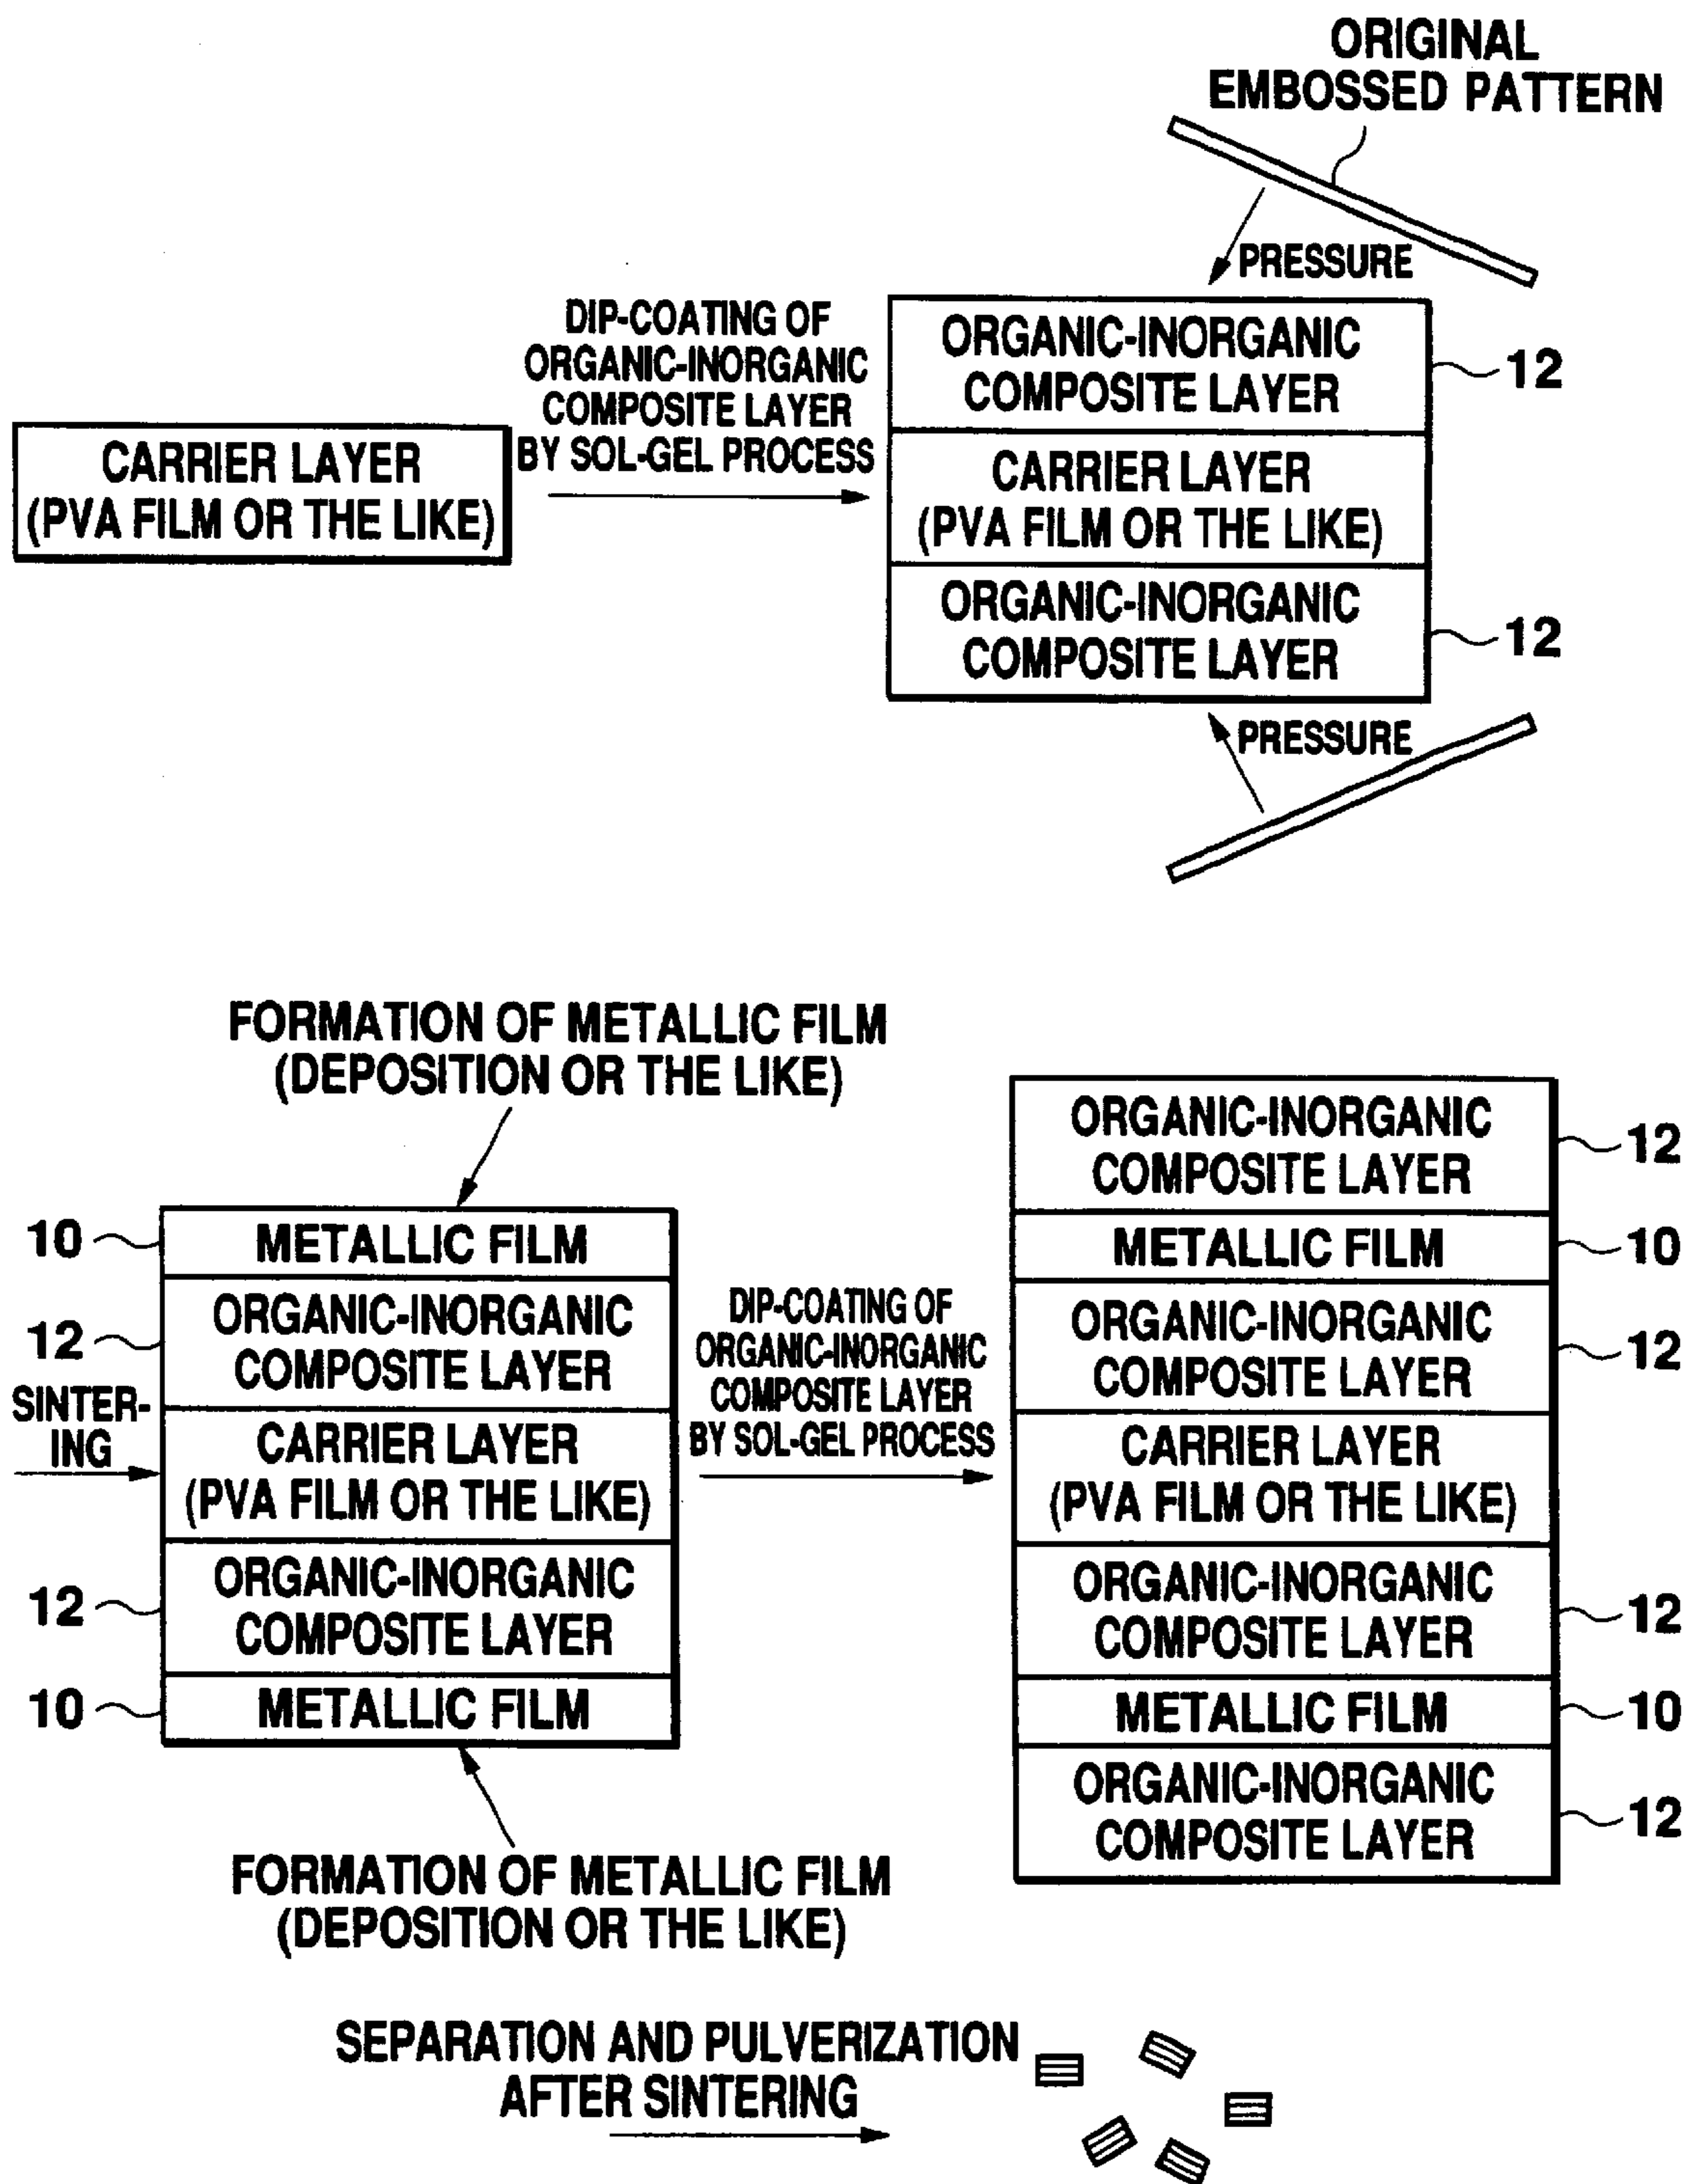 ORIGINAL
EMBOSSED PATTERN
PRESSURE
DIP-COATING OF
ORGANIC-INORGANIC
COMPOSITE LAYER
BY SOL-GEL PROCESS
CARRIER LAYER
(PVA FILM OR THE LIKE)
ORGANIC-INORGANIC
COMPOSITE LAYER
12
CARRIER LAYER
(PVA FILM OR THE LIKE)
ORGANIC-INORGANIC
COMPOSITE LAYER
12
PRESSURE
FORMATION OF METALLIC FILM
(DEPOSITION OR THE LIKE)
10
METALLIC FILM
12
ORGANIC-INORGANIC
COMPOSITE LAYER
SINTER-
ING
CARRIER LAYER
(PVA FILM OR THE LIKE)
12
ORGANIC-INORGANIC
COMPOSITE LAYER
10
METALLIC FILM
FORMATION OF METALLIC FILM
(DEPOSITION OR THE LIKE)
DIP-COATING OF
ORGANIC-INORGANIC
COMPOSITE LAYER
BY SOL-GEL PROCESS
ORGANIC-INORGANIC
COMPOSITE LAYER
12
METALLIC FILM
10
ORGANIC-INORGANIC
COMPOSITE LAYER
12
CARRIER LAYER
(PVA FILM OR THE LIKE)
ORGANIC-INORGANIC
COMPOSITE LAYER
12
METALLIC FILM
10
ORGANIC-INORGANIC
COMPOSITE LAYER
12
SEPARATION AND PULVERIZATION
AFTER SINTERING